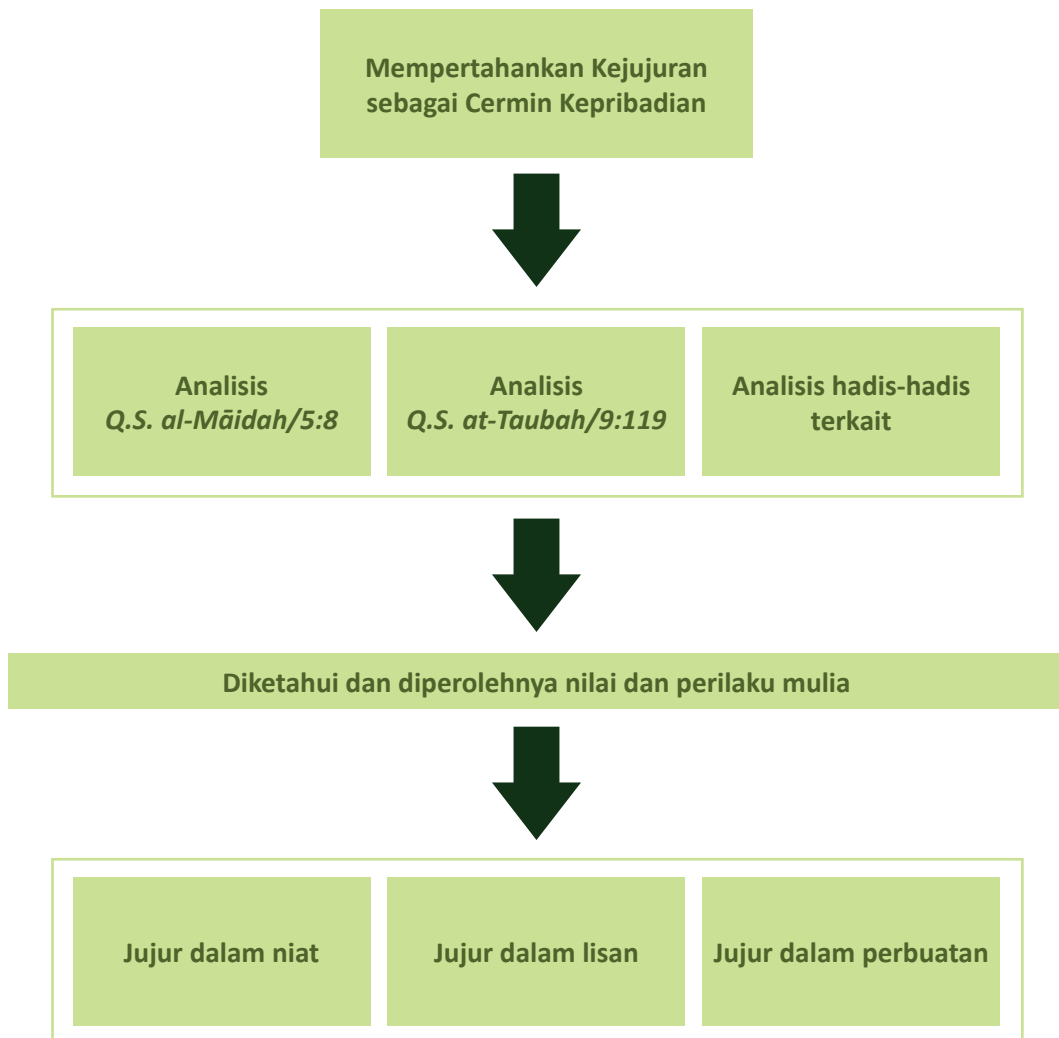 Mempertahankan Kejujuran
sebagai Cermin Kepribadian
Analisis
Q.S. al-Māidah/5:8
Analisis
Q.S. at-Taubah/9:119
Analisis hadis-hadis
terkait
Diketahui dan diperolehnya nilai dan perilaku mulia
Jujur dalam niat
Jujur dalam lisan
Jujur dalam perbuatan